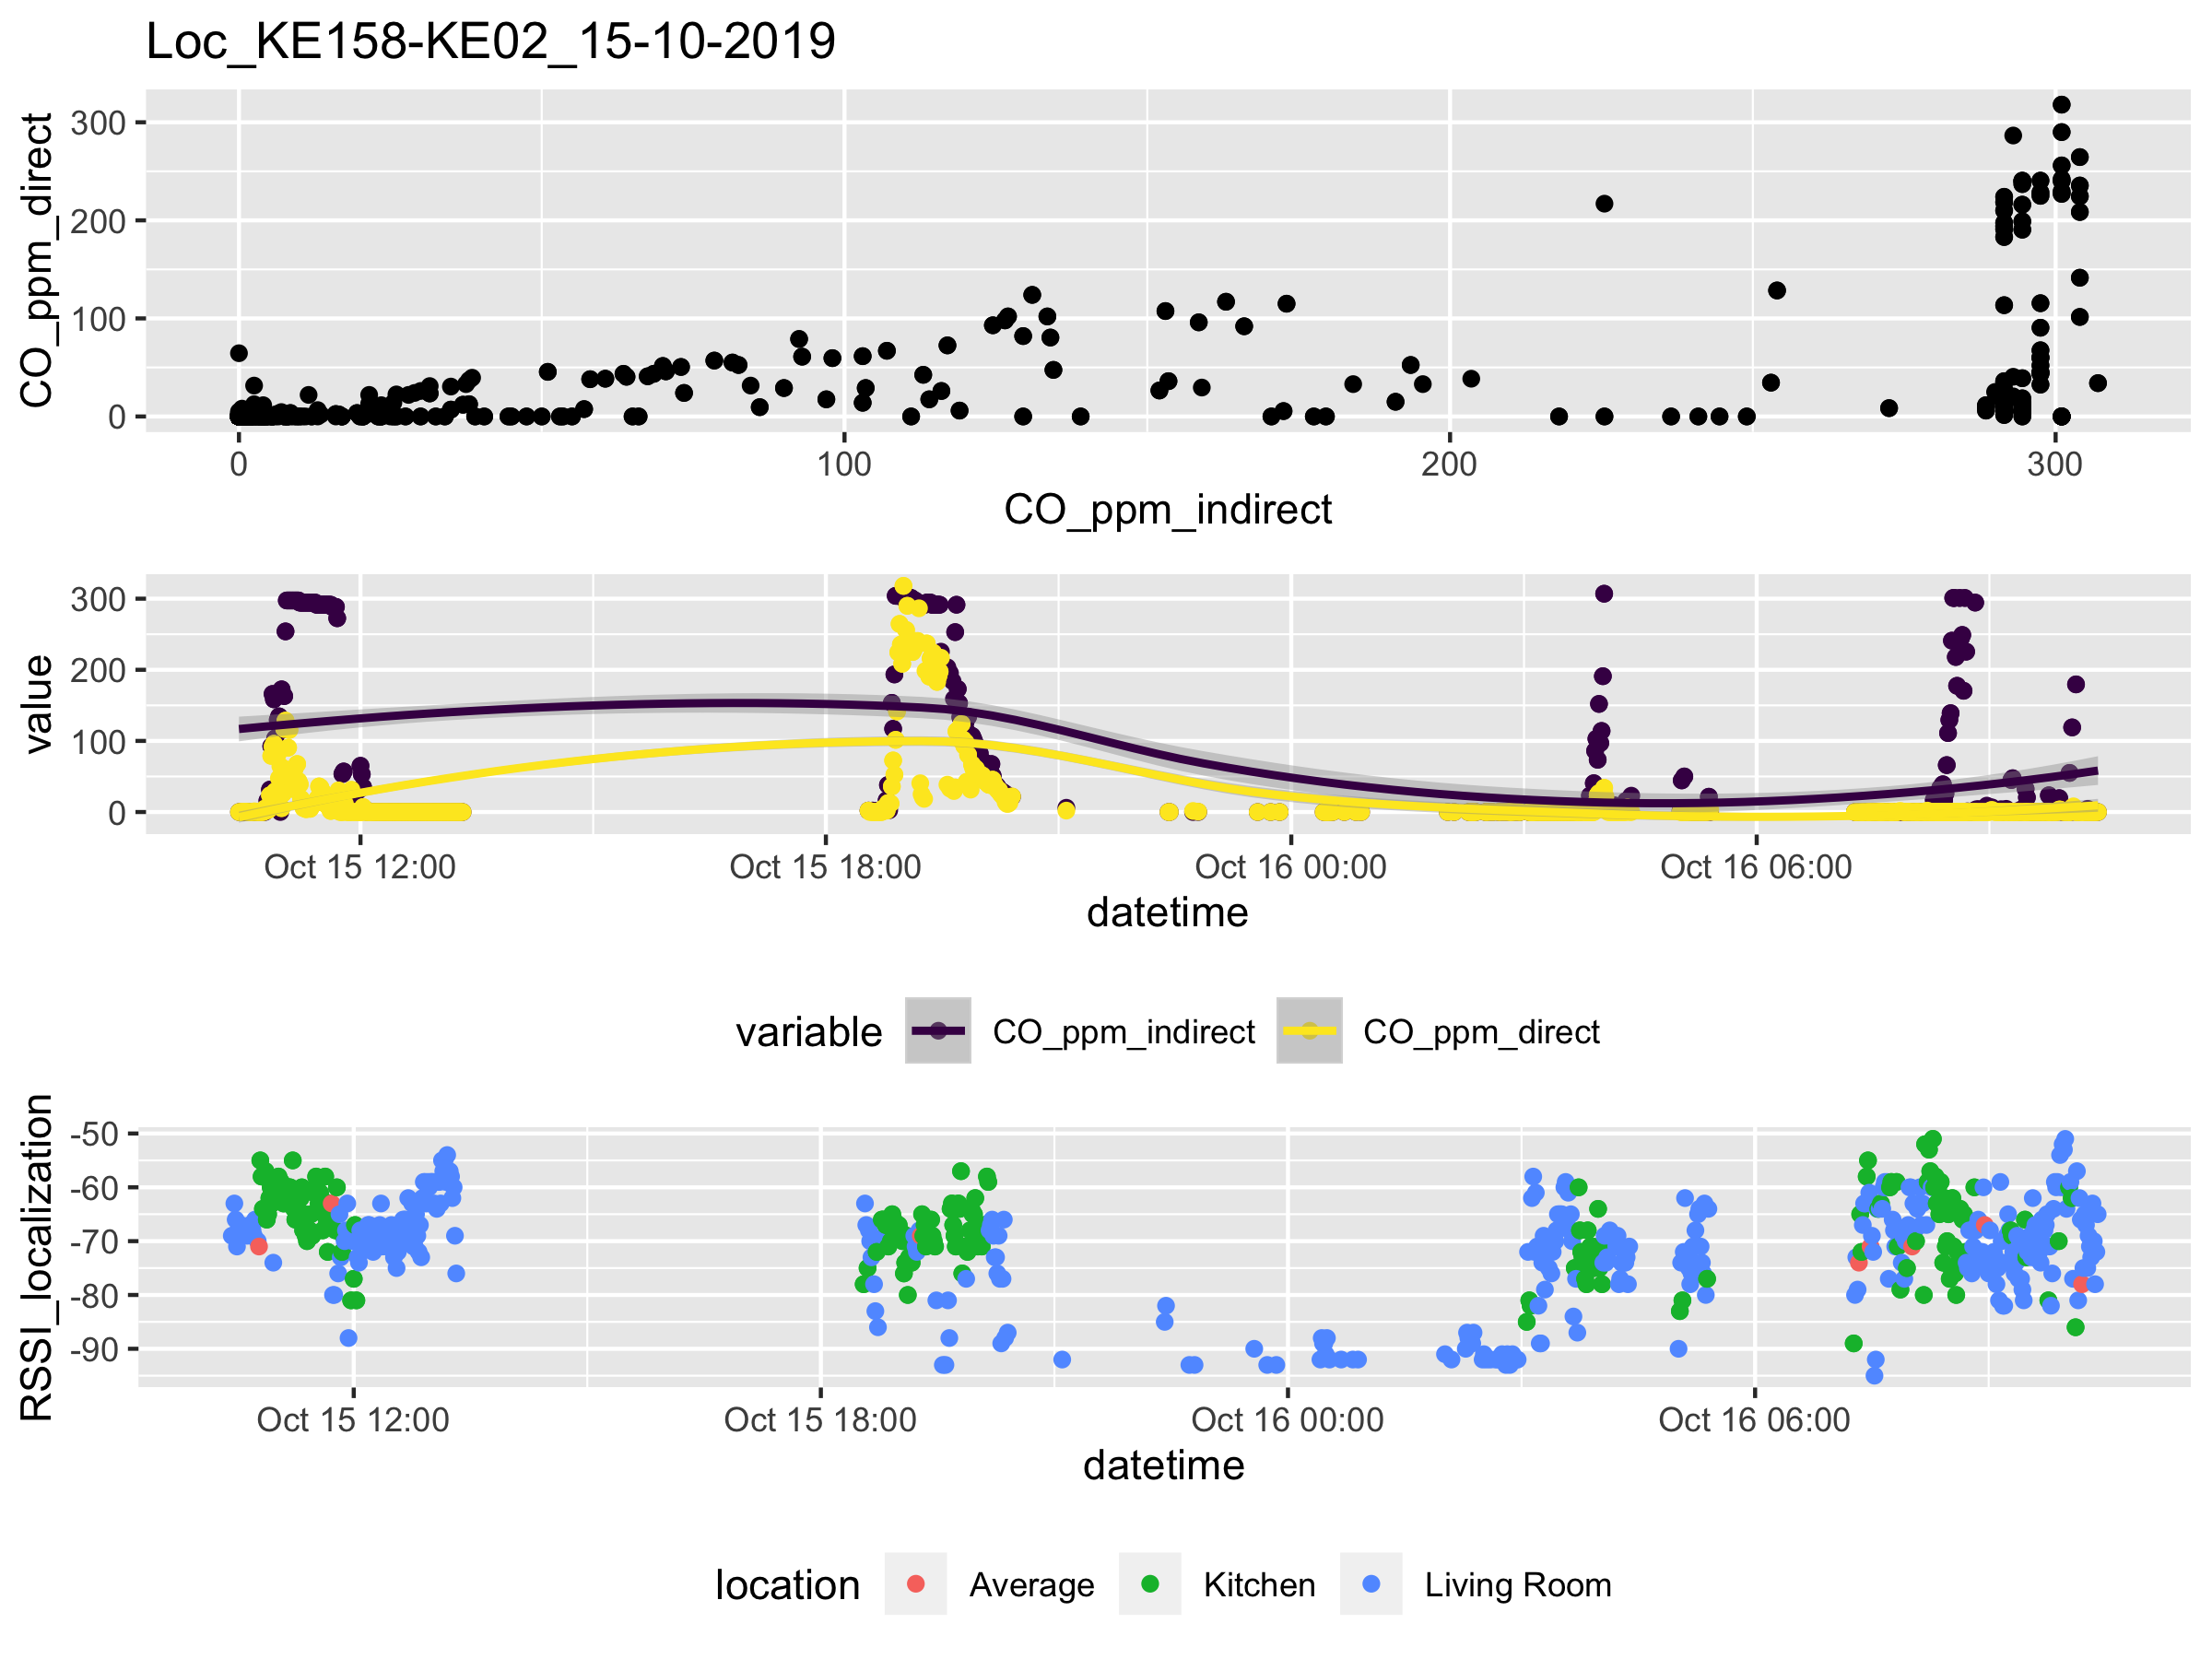 Loc_KE158-KE02_15-10-2019
CO_ppm_direct
300
200
100
0
0 100 200 300
CO_ppm_indirect
value
300
200
100
0
Oct 15 12:00 Oct 15 18:00 Oct 16 00:00 Oct 16 06:00
datetime
variable CO_ppm_indirect CO_ppm_direct
RSSI_localization
-50
-60
-70
-80
-90
Oct 15 12:00 Oct 15 18:00 Oct 16 00:00 Oct 16 06:00
datetime
location Average Kitchen Living Room